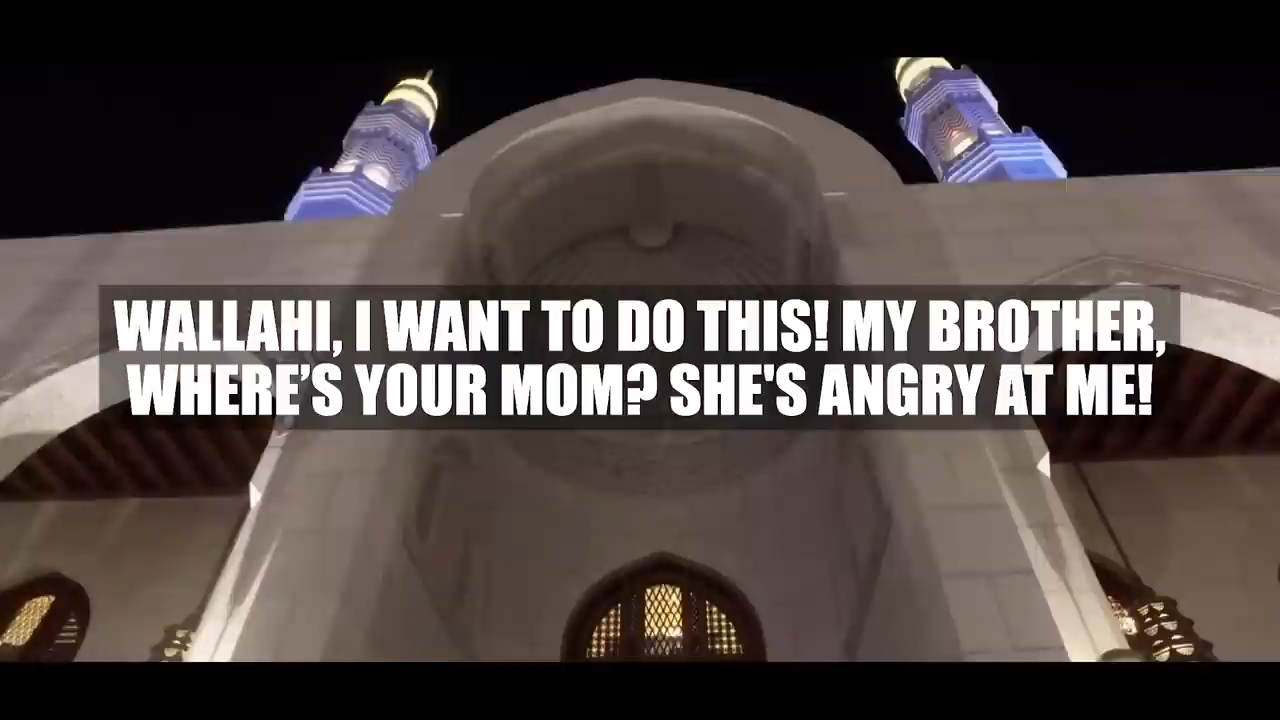 WALLAHI, I WANT TO DO THIS! MY BROTHER,
WHERE’S YOUR MOM? SHE'S ANGRY AT ME!